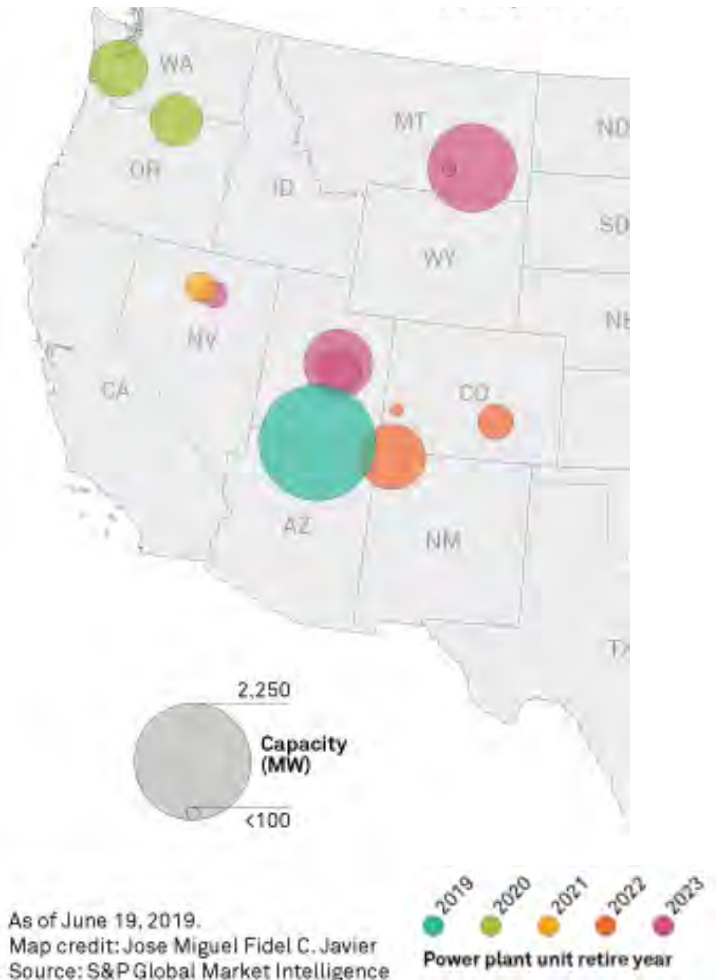 WA
MT
ND
OR
ID
SD
WY
NE
NV
CA
CO
AZ
NM
TX
2,250
Capacity
(MW)
<100
2019
2020
2021
2022
2023
As of June 19, 2019.
Map credit: Jose Miguel Fidel C. Javier
Source: S&P Global Market Intelligence
Power plant unit retire year